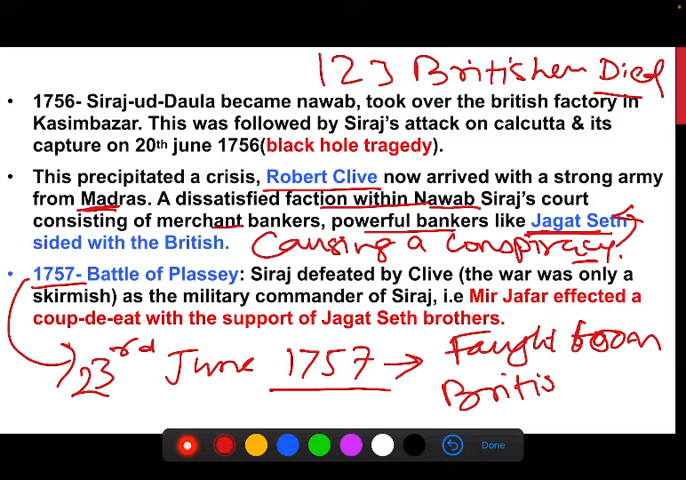 123 Britisher Died
• 1756- Siraj-ud-Daula became nawab, took over the british factory in
Kasimbazar. This was followed by Siraj's attack on calcutta & its
capture on 20th june 1756(black hole tragedy).
• This precipitated a crisis, Robert Clive now arrived with a strong army
from Madras. A dissatisfied faction within Nawab Siraj's court
consisting of merchant bankers, powerful bankers like Jagat Seth
sided with the British.
Causing a conspiracy.
• 1757- Battle of Plassey: Siraj defeated by Clive (the war was only a
skirmish) as the military commander of Siraj, i.e Mir Jafar effected a
coup-de-eat with the support of Jagat Seth brothers.
23rd June 1757 → Faught
Britis
Done